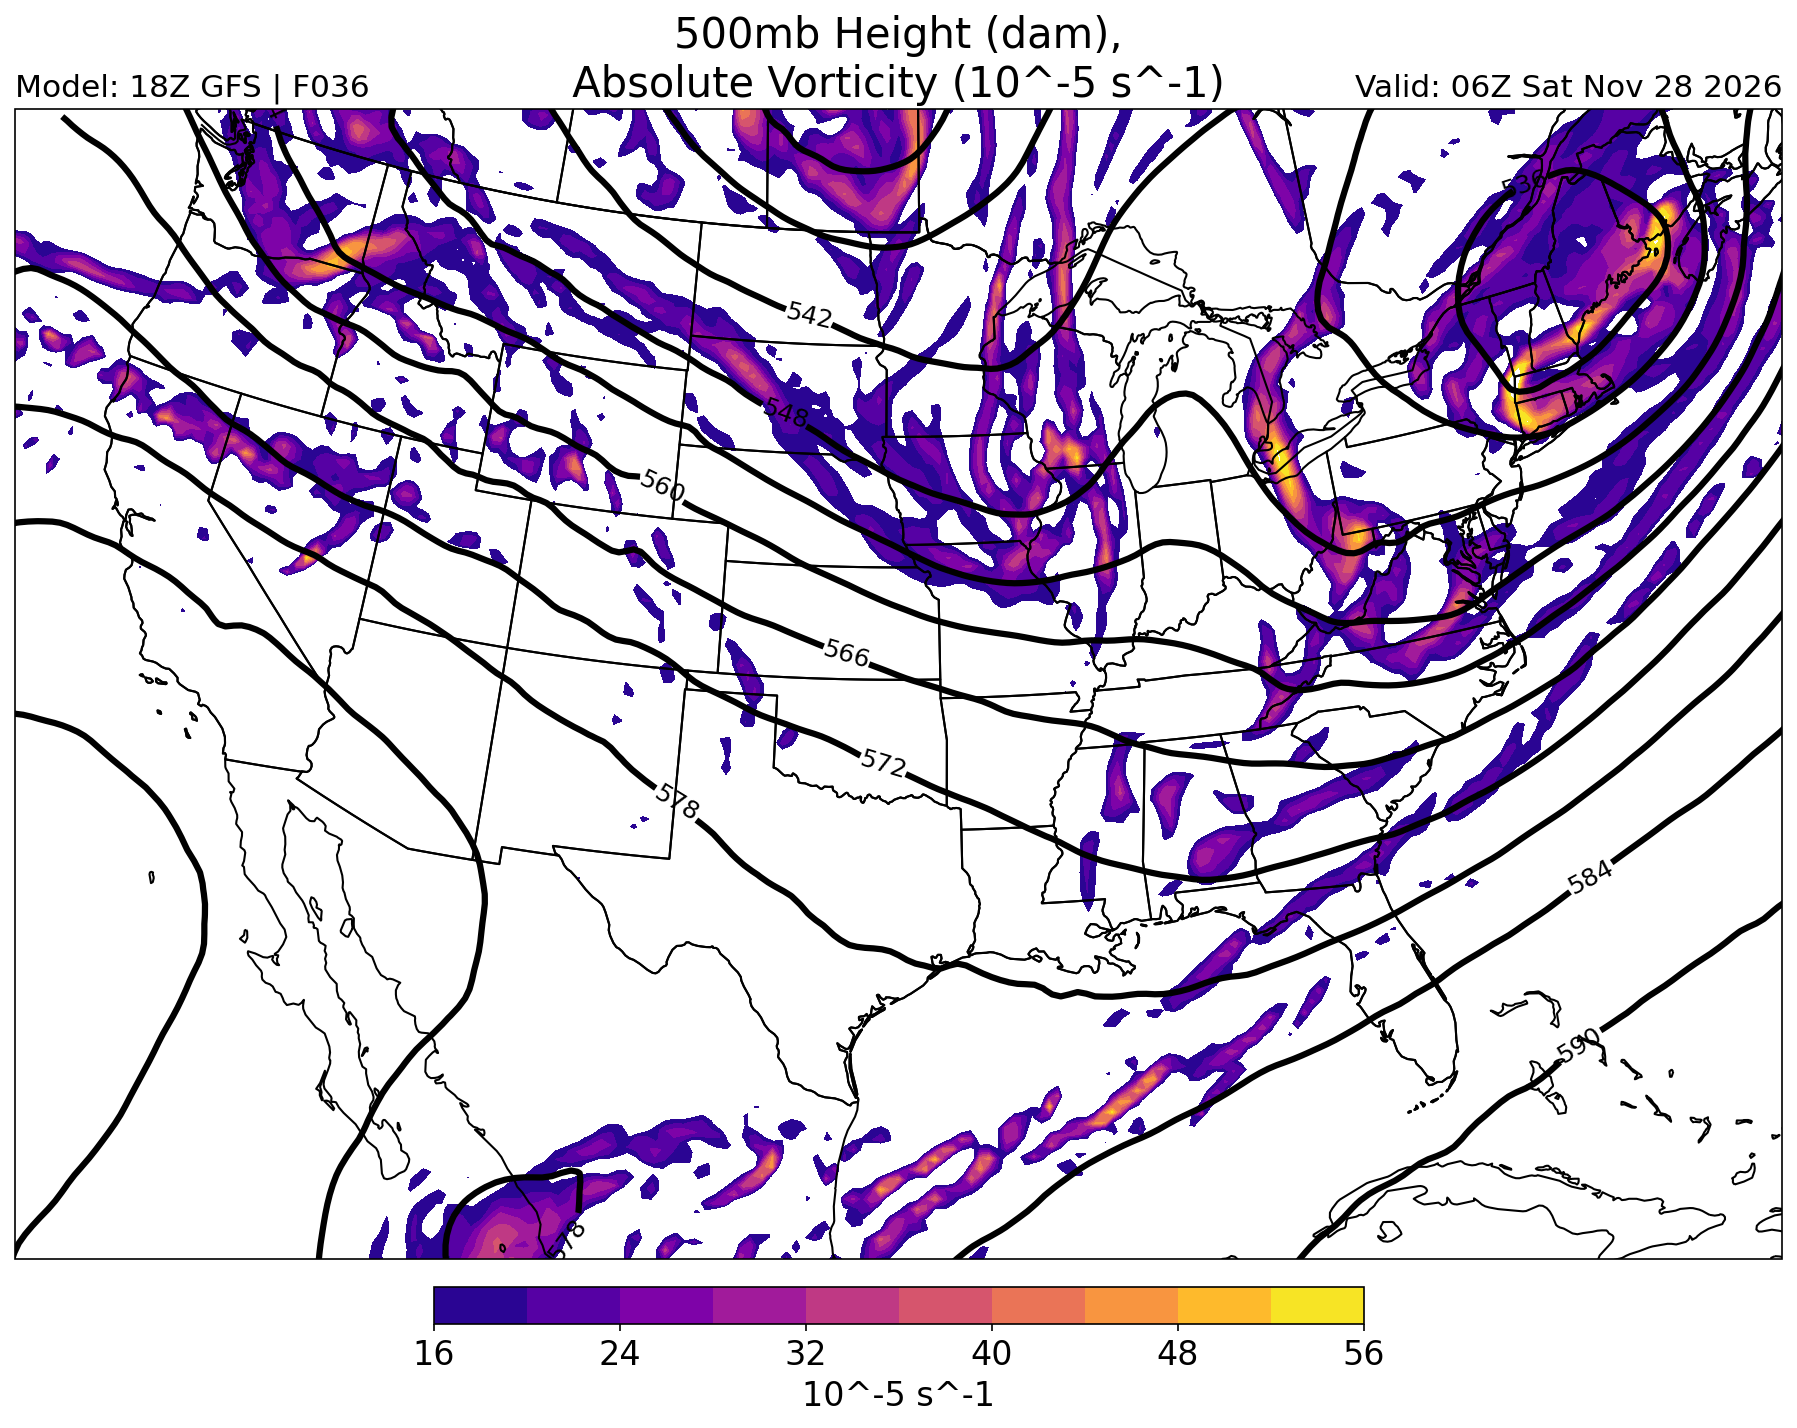 500mb Height (dam),
Absolute Vorticity (10^-5 s^-1)
Model: 18Z GFS | F036
Valid: 06Z Sat Nov 28 2026
536
542
548
560
566
572
578
584
590
578
16 24 32 40 48 56
10^-5 s^-1